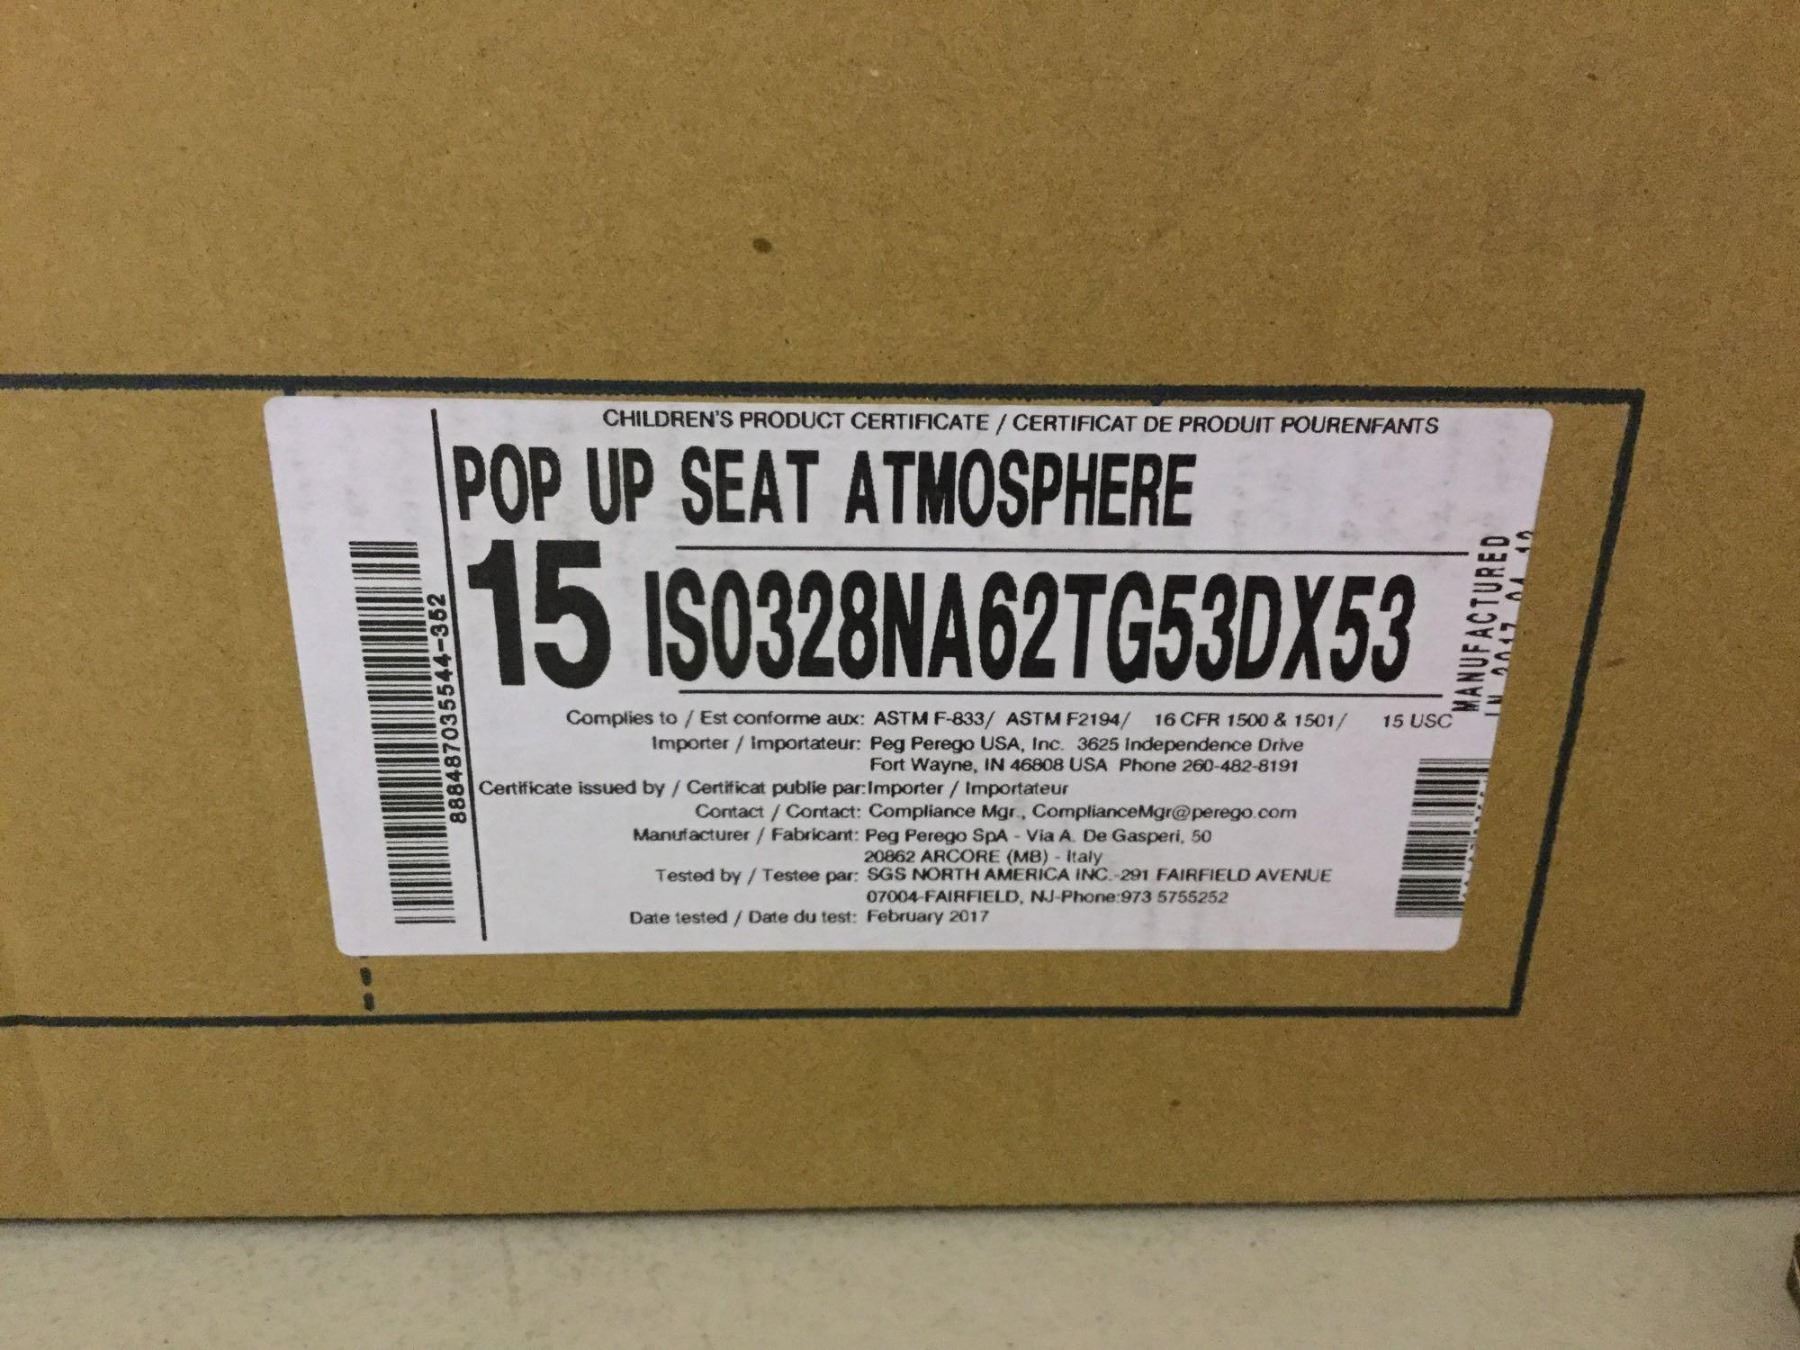 CHILDREN'S PRODUCT CERTIFICATE / CERTIFICAT DE PRODUIT POURENFANTS
POP UP SEAT ATMOSPHERE
15 IS0328NA62TG53DX53
Complies to / Est conforme aux: ASTM F-833/ ASTM F2194/ 16 CFR 1500 & 1501/ 15 USC
Importer / Importateur: Peg Perego USA, Inc. 3625 Independence Drive
Fort Wayne, IN 46808 USA Phone 260-482-8191
Certificate issued by / Certificat publie par:Importer / Importateur
Contact / Contact: Compliance Mgr., ComplianceMgr@perego.com
Manufacturer / Fabricant: Peg Perego SpA - Via A. De Gasperi, 50
20862 ARCORE (MB) - Italy
Tested by / Testee par: SGS NORTH AMERICA INC.-291 FAIRFIELD AVENUE
07004-FAIRFIELD, NJ-Phone:973 5755252
Date tested / Date du test: February 2017
888487035544-352
MANUFACTURED
IN 2017 04